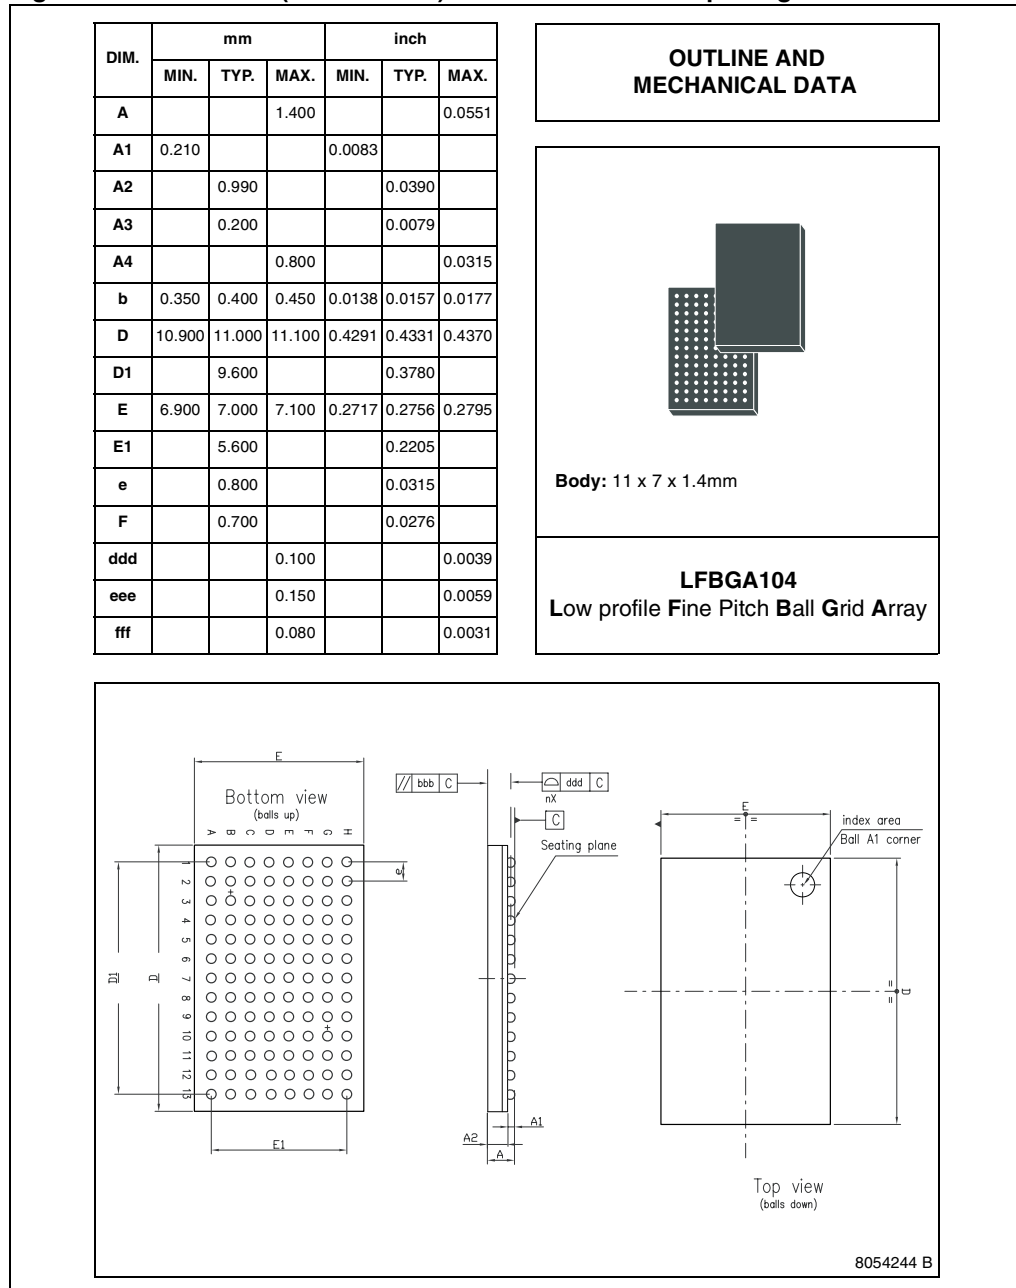 DIM. mm inch
MIN. TYP. MAX. MIN. TYP. MAX.
A 1.400 0.0551
A1 0.210 0.0083
A2 0.990 0.0390
A3 0.200 0.0079
A4 0.800 0.0315
b 0.350 0.400 0.450 0.0138 0.0157 0.0177
D 10.900 11.000 11.100 0.4291 0.4331 0.4370
D1 9.600 0.3780
E 6.900 7.000 7.100 0.2717 0.2756 0.2795
E1 5.600 0.2205
e 0.800 0.0315
F 0.700 0.0276
ddd 0.100 0.0039
eee 0.150 0.0059
fff 0.080 0.0031
OUTLINE AND
MECHANICAL DATA
Body: 11 x 7 x 1.4mm
LFBGA104
Low profile Fine Pitch Ball Grid Array
E
Bottom view
(balls up)
A B C D E F G H
1
2
3
4
5
6
7
8
9
10
11
12
13
D1
D
e
E1
// bbb C
ddd C
nX
C
Seating plane
A1
A2
A
E
= =
index area
Ball A1 corner
= D =
Top view
(balls down)
8054244 B